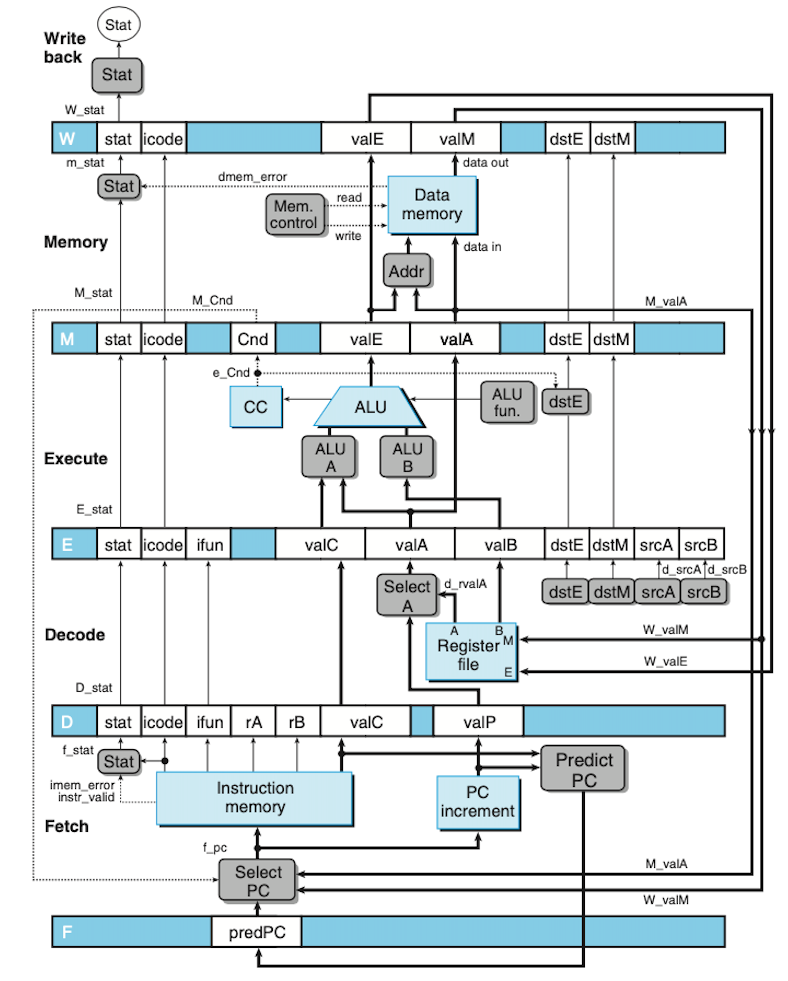 Stat
Write
back
Stat
W_stat
W
stat
icode
valE
valM
dstE
dstM
m_stat
data out
Stat
dmem_error
read
Mem.
control
write
Data
memory
Memory
data in
Addr
M_stat
M_Cnd
M_valA
M
stat
icode
Cnd
valE
valA
dstE
dstM
e_Cnd
CC
ALU
ALU
fun.
dstE
ALU
A
ALU
B
Execute
E_stat
E
stat
icode
ifun
valC
valA
valB
dstE
dstM
srcA
srcB
d_srcA
d_srcB
Select
A
d_rvalA
dstE
dstM
srcA
srcB
Decode
A
B
M
Register
file
E
W_valM
W_valE
D_stat
D
stat
icode
ifun
rA
rB
valC
valP
f_stat
Stat
Predict
PC
imem_error
instr_valid
Instruction
memory
PC
increment
Fetch
f_pc
Select
PC
M_valA
W_valM
F
predPC